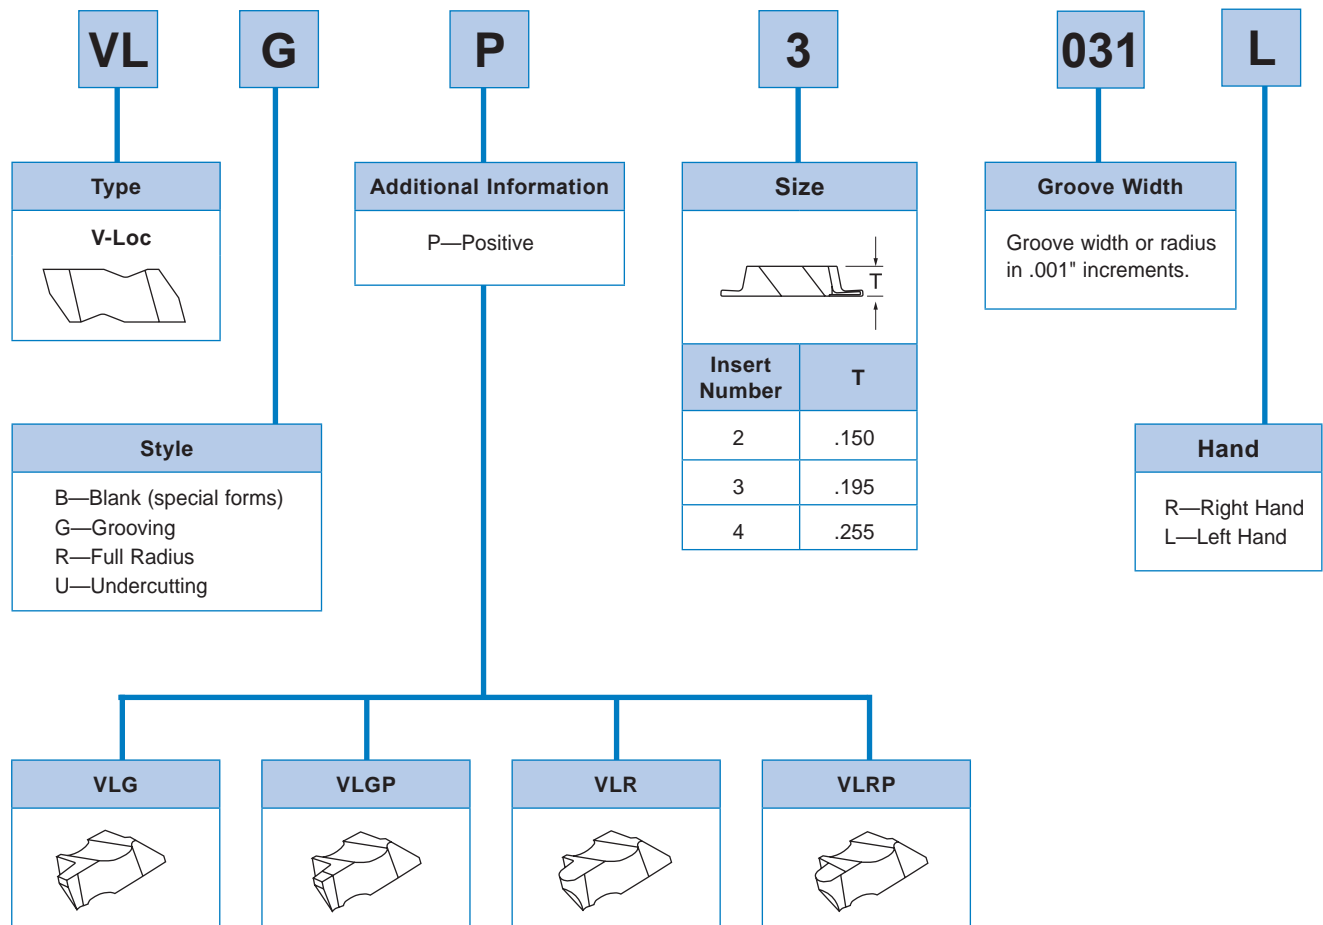 VL G P 3 031 L
Type
V-Loc
Additional Information
P—Positive
Size
T
Insert Number T
2 .150
3 .195
4 .255
Groove Width
Groove width or radius
in .001" increments.
Style
B—Blank (special forms)
G—Grooving
R—Full Radius
U—Undercutting
Hand
R—Right Hand
L—Left Hand
VLG VLGP VLR VLRP